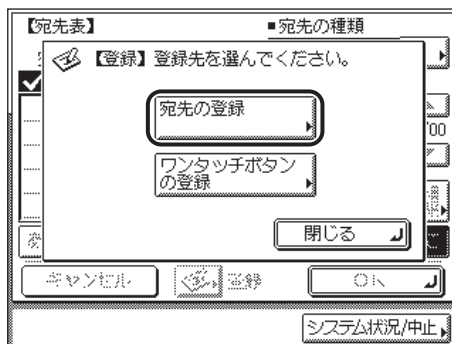 【宛先表】 ■宛先の種類
【登録】登録先を選んでください。
宛先の登録
'00
ワンタッチボタン
の登録
閉じる
キャンセル 登録 OK
システム状況/中止